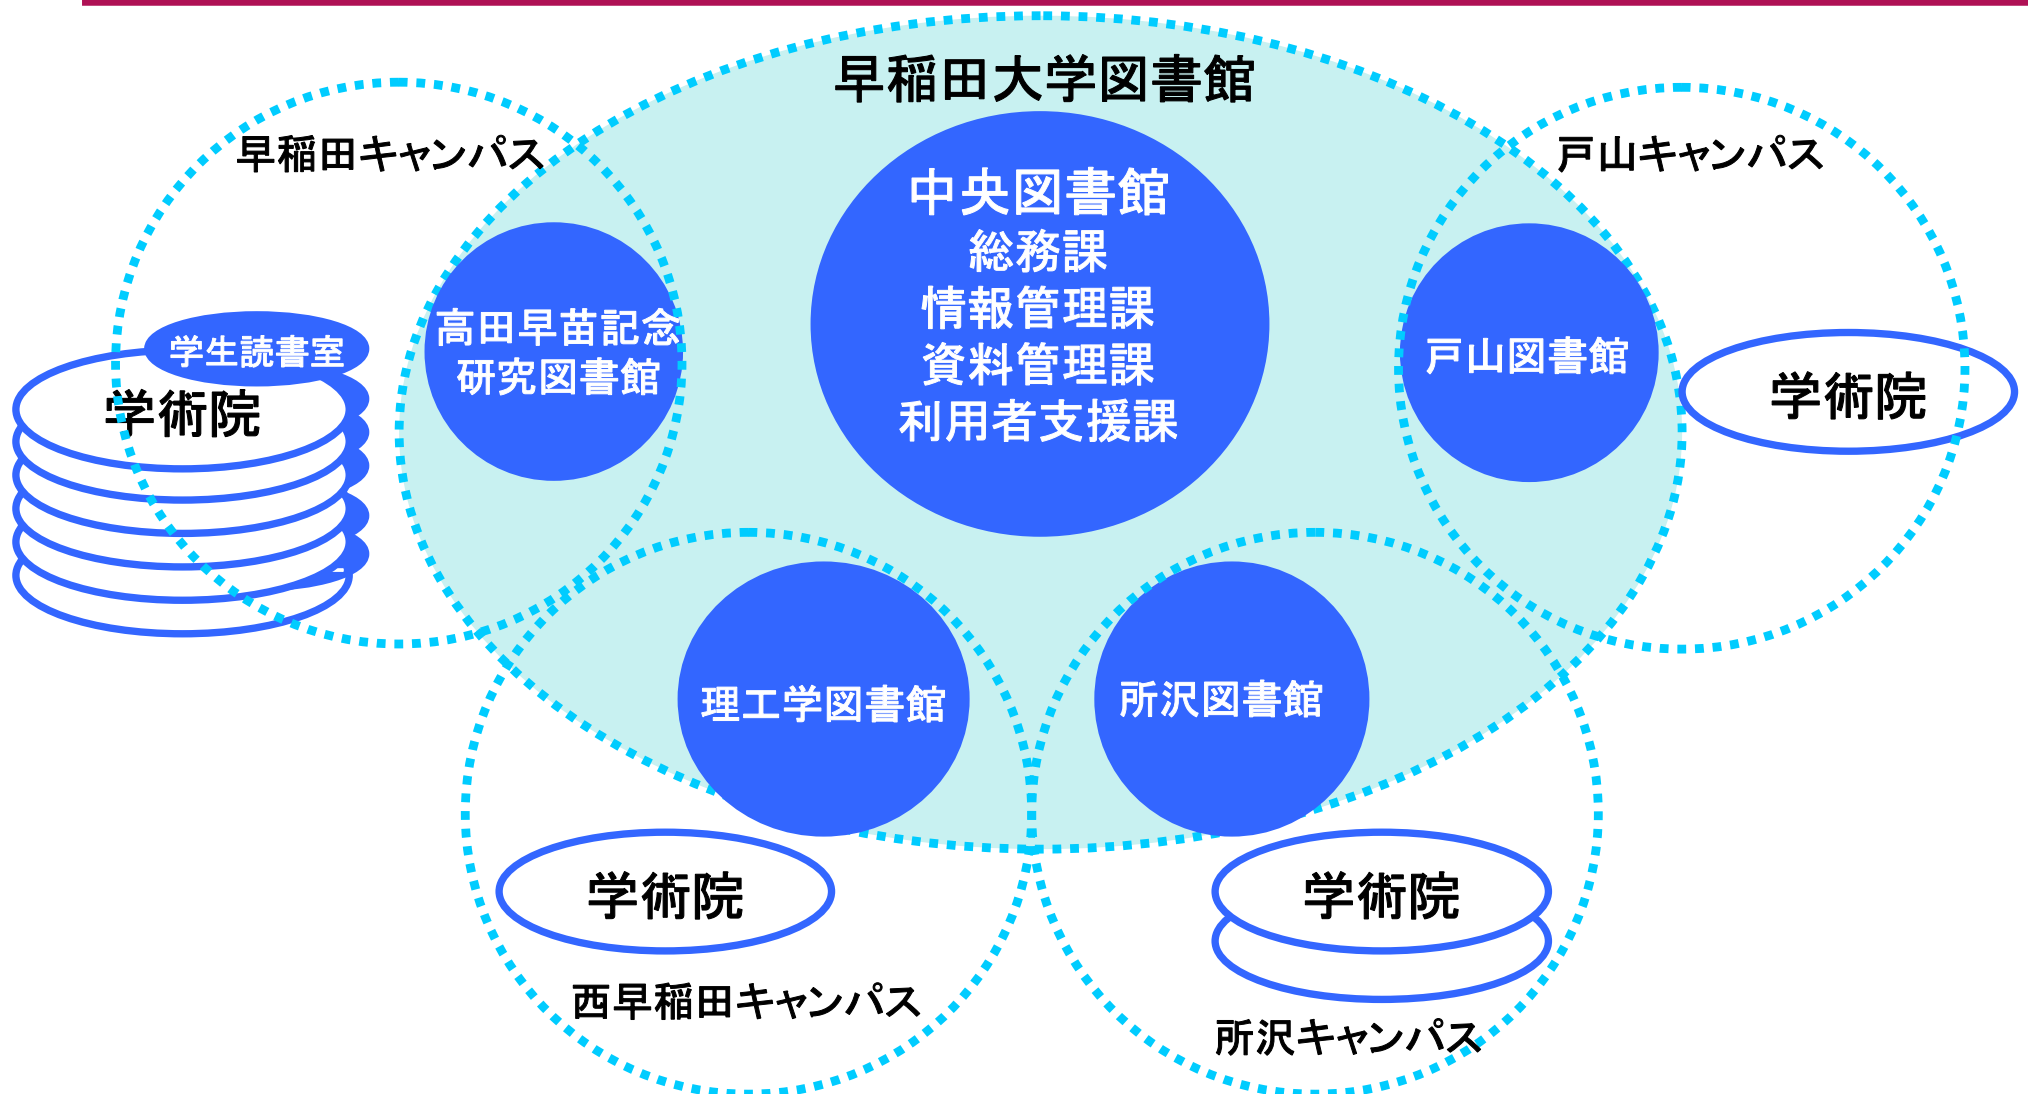 早稲田大学図書館
早稲田キャンパス
戸山キャンパス
中央図書館
総務課
情報管理課
資料管理課
利用者支援課
高田早苗記念
研究図書館
学生読書室
学術院
戸山図書館
学術院
理工学図書館
所沢図書館
学術院
学術院
西早稲田キャンパス
所沢キャンパス